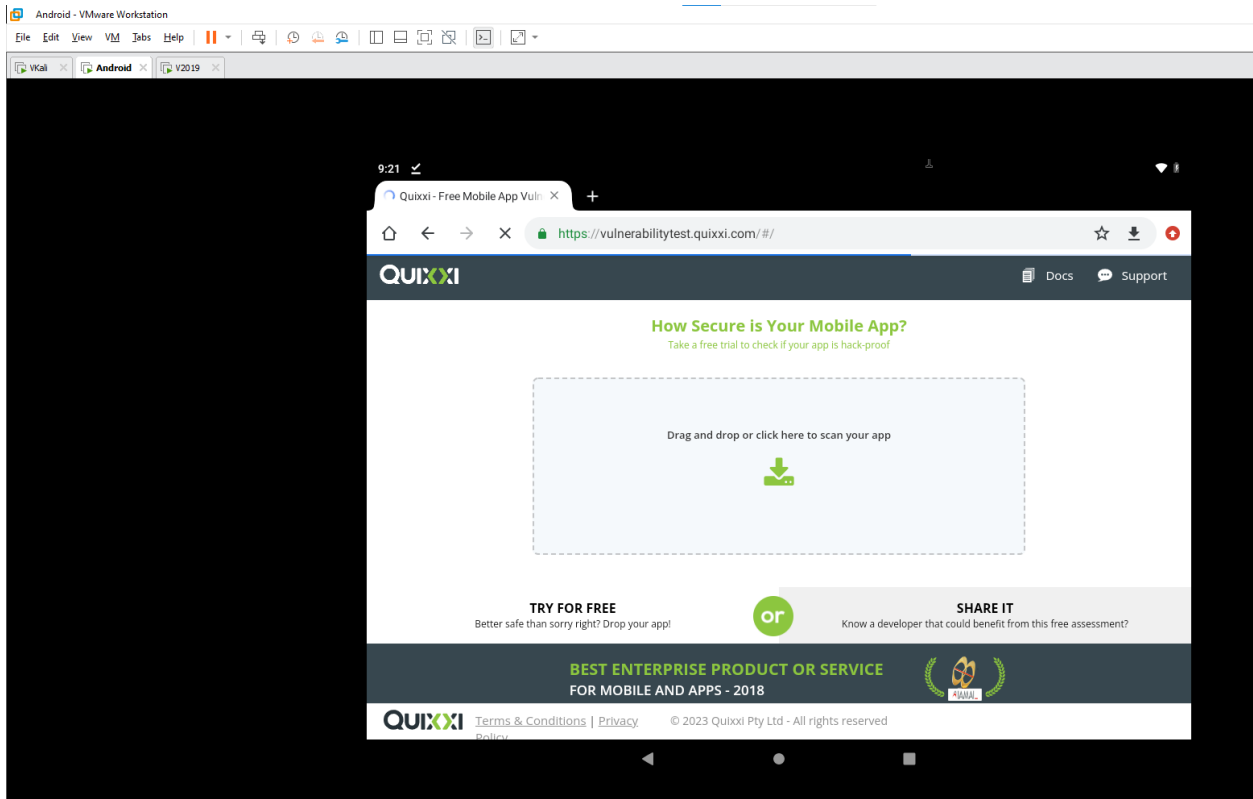 Android - VMware Workstation
File Edit View VM Tabs Help
VKali
Android
V2019
9:21
Quixxi - Free Mobile App Vuln
https://vulnerabilitytest.quixxi.com/#/
QUIXXI
Docs
Support
How Secure is Your Mobile App?
Take a free trial to check if your app is hack-proof
Drag and drop or click here to scan your app
TRY FOR FREE
Better safe than sorry right? Drop your app!
or
SHARE IT
Know a developer that could benefit from this free assessment?
BEST ENTERPRISE PRODUCT OR SERVICE
FOR MOBILE AND APPS - 2018
IAMAI
QUIXXI
Terms & Conditions | Privacy
Policy
© 2023 Quixxi Pty Ltd - All rights reserved